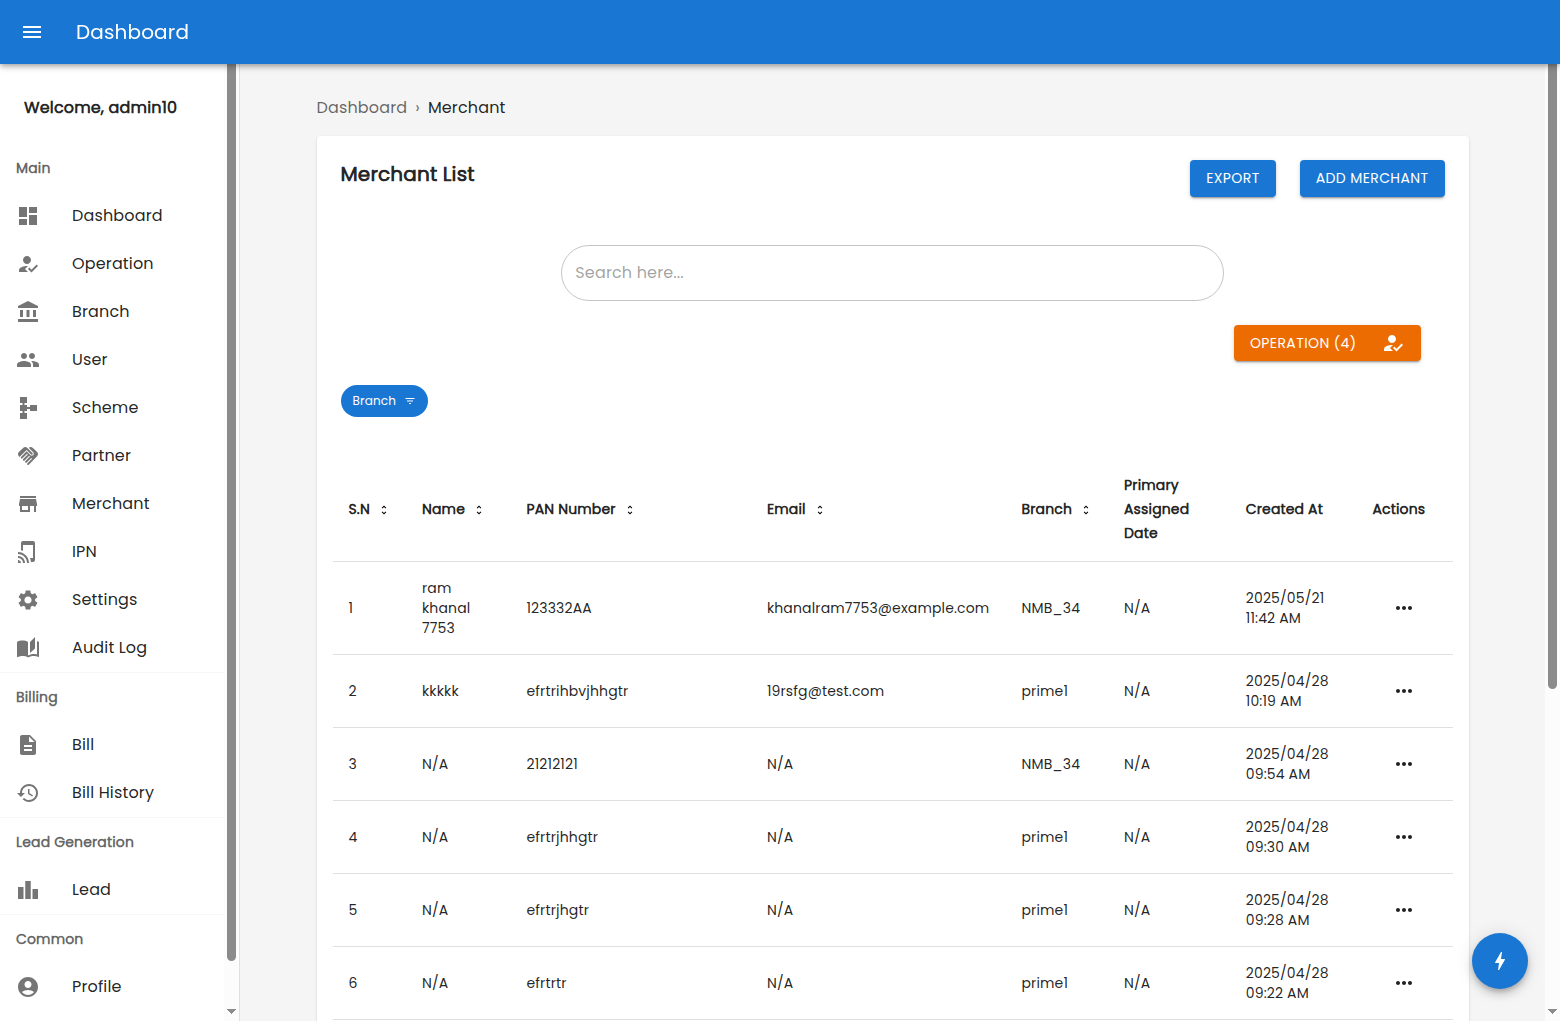 Dashboard
Welcome, admin10
Main
Dashboard
Operation
Branch
User
Scheme
Partner
Merchant
IPN
Settings
Audit Log
Billing
Bill
Bill History
Lead Generation
Lead
Common
Profile
Dashboard › Merchant
Merchant List
EXPORT
ADD MERCHANT
Search here...
OPERATION (4)
Branch
S.N Name PAN Number Email Branch Primary Assigned Date Created At Actions
1 ram khanal 7753 123332AA khanalram7753@example.com NMB_34 N/A 2025/05/21 11:42 AM
2 kkkkk efrtrihbvjhhgtr 19rsfg@test.com prime1 N/A 2025/04/28 10:19 AM
3 N/A 21212121 N/A NMB_34 N/A 2025/04/28 09:54 AM
4 N/A efrtrjhhgtr N/A prime1 N/A 2025/04/28 09:30 AM
5 N/A efrtrjhgtr N/A prime1 N/A 2025/04/28 09:28 AM
6 N/A efrtrtr N/A prime1 N/A 2025/04/28 09:22 AM